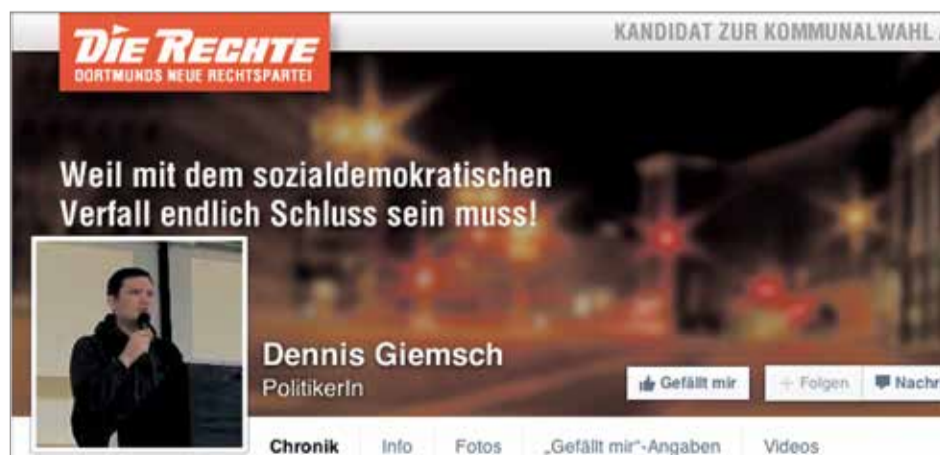 DIE RECHTE
DORTMUNDS NEUE RECHTSPARTEI
KANDIDAT ZUR KOMMUNALWAHL
Weil mit dem sozialdemokratischen
Verfall endlich Schluss sein muss!
Dennis Giemsch
PolitikerIn
Gefällt mir
+ Folgen
Chronik
Info
Fotos
„Gefällt mir“-Angaben
Videos